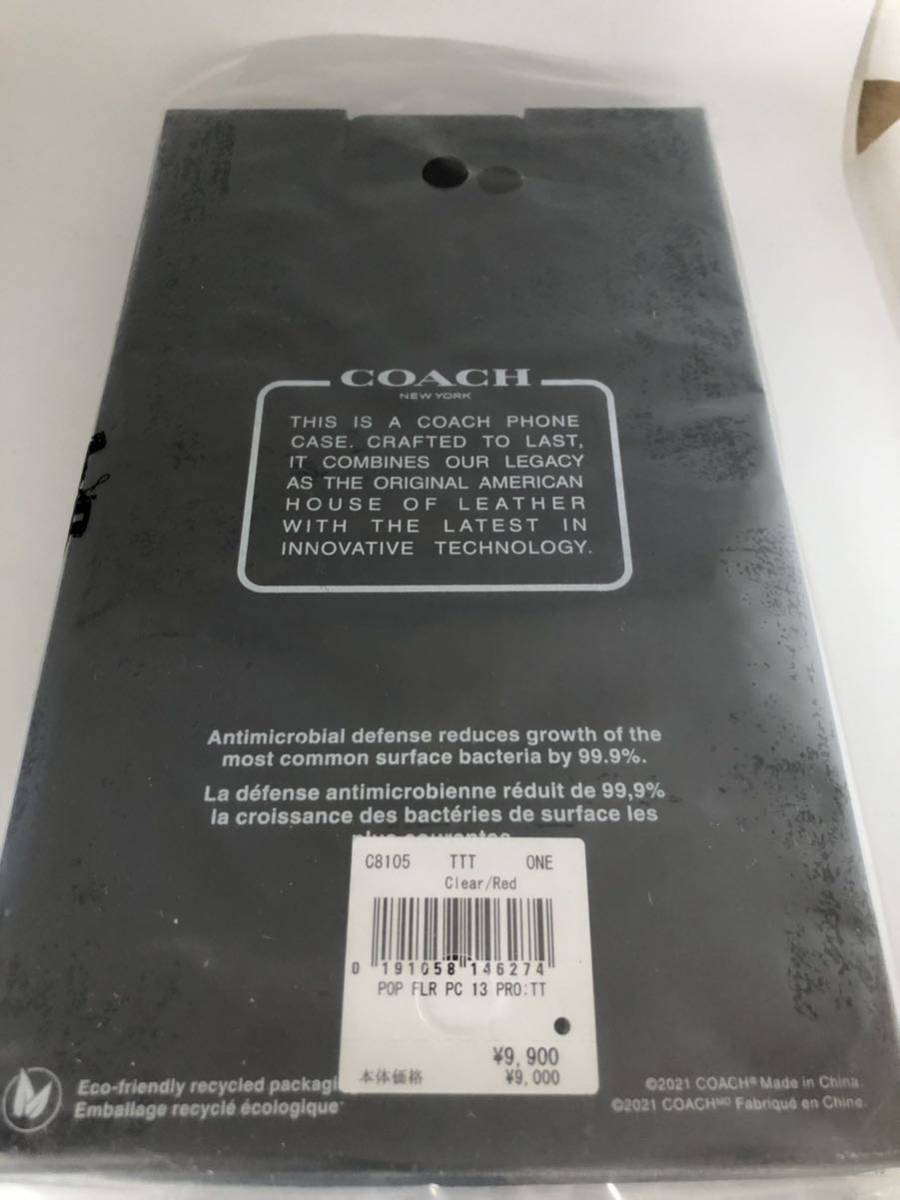 COACH
NEW YORK
THIS IS A COACH PHONE
CASE. CRAFTED TO LAST,
IT COMBINES OUR LEGACY
AS THE ORIGINAL AMERICAN
HOUSE OF LEATHER
WITH THE LATEST IN
INNOVATIVE TECHNOLOGY.
Antimicrobial defense reduces growth of the
most common surface bacteria by 99.9%.
La défense antimicrobienne réduit de 99,9%
la croissance des bactéries de surface les
plus courantes.
C8105 TTT ONE
Clear/Red
0 191058 146274
POP FLR PC 13 PRO:TT
¥9,900
本体価格 ¥9,000
Eco-friendly recycled packagi
Emballage recyclé écologique
©2021 COACH® Made in China.
©2021 COACHMD Fabriqué en Chine.